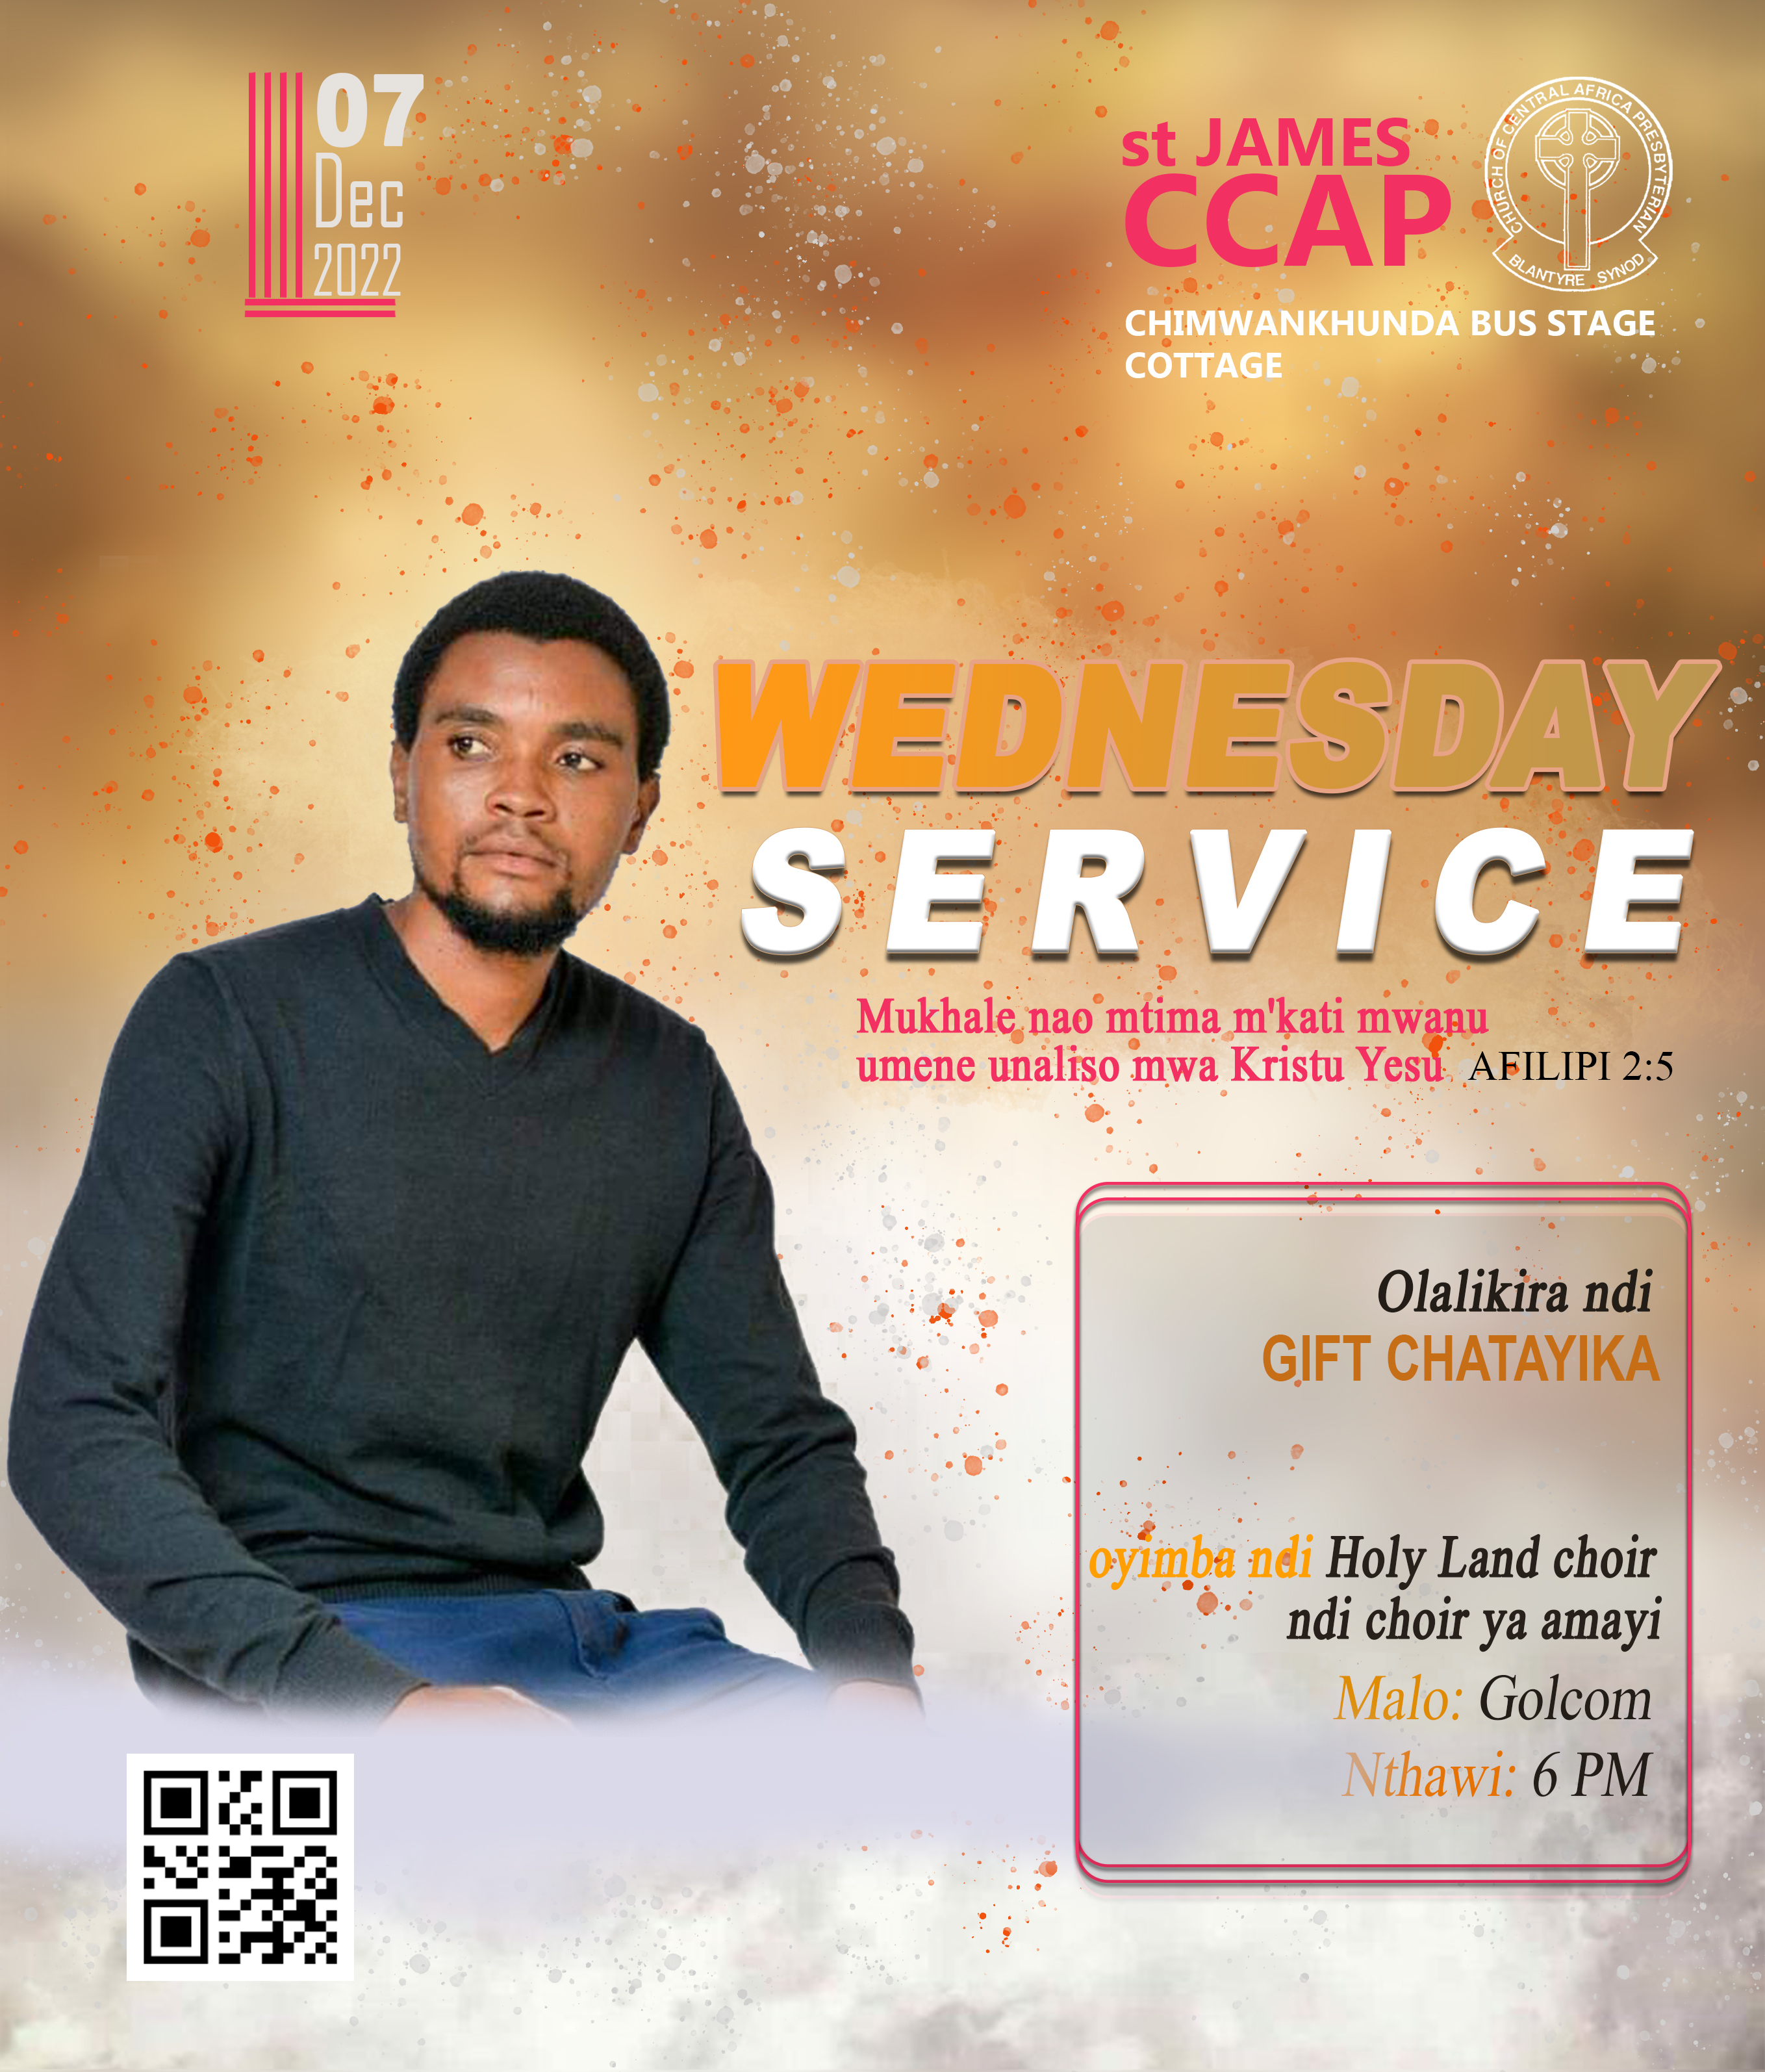 07
Dec
2022
st JAMES
CCAP
CHURCH OF CENTRAL AFRICA PRESBYTERIAN
BLANTYRE SYNOD
CHIMWANKHUNDA BUS STAGE
COTTAGE
WEDNESDAY
SERVICE
Mukhale nao mtima m'kati mwanu
umene unaliso mwa Kristu Yesu AFILIPI 2:5
Olalikira ndi
GIFT CHATAYIKA
oyimba ndi Holy Land choir
ndi choir ya amayi
Malo: Golcom
Nthawi: 6 PM